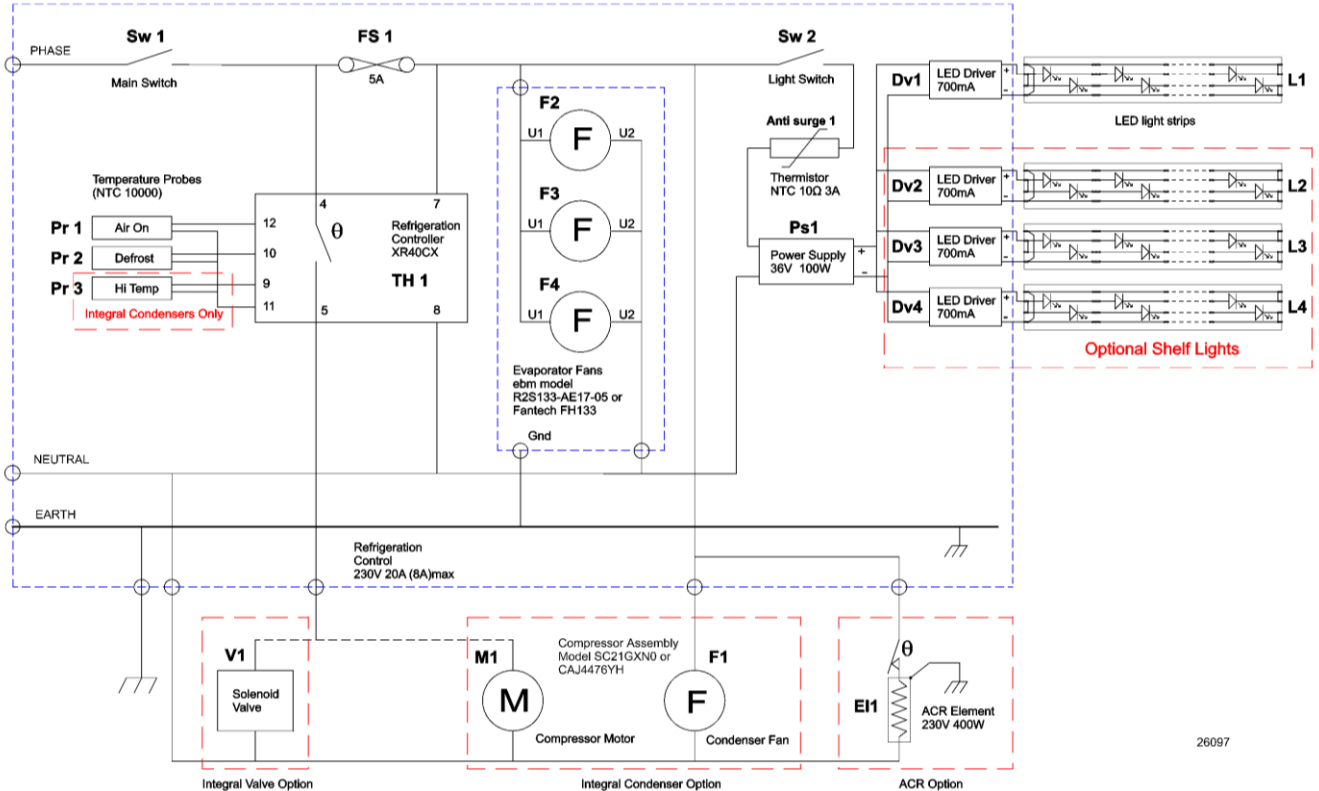 PHASE
Sw 1
Main Switch
FS 1
5A
Sw 2
Light Switch
Anti surge 1
Thermistor
NTC 10Ω 3A
Ps1
Power Supply
36V 100W
+
–
Dv1
LED Driver
700mA
+
-
L1
LED light strips
Dv2
LED Driver
700mA
+
-
L2
Dv3
LED Driver
700mA
+
-
L3
Dv4
LED Driver
700mA
+
-
L4
Optional Shelf Lights
F2
U1
F
U2
F3
U1
F
U2
F4
U1
F
U2
Evaporator Fans
ebm model
R2S133-AE17-05 or
Fantech FH133
Gnd
Temperature Probes
(NTC 10000)
Pr 1
Air On
Pr 2
Defrost
Pr 3
Hi Temp
Integral Condensers Only
12
10
9
11
4
7
θ
Refrigeration
Controller
XR40CX
TH 1
5
8
NEUTRAL
EARTH
Refrigeration
Control
230V 20A (8A)max
V1
Solenoid
Valve
Integral Valve Option
M1
M
Compressor Assembly
Model SC21GXN0 or
CAJ4476YH
Compressor Motor
F1
F
Condenser Fan
Integral Condenser Option
θ
EI1
ACR Element
230V 400W
ACR Option
26097